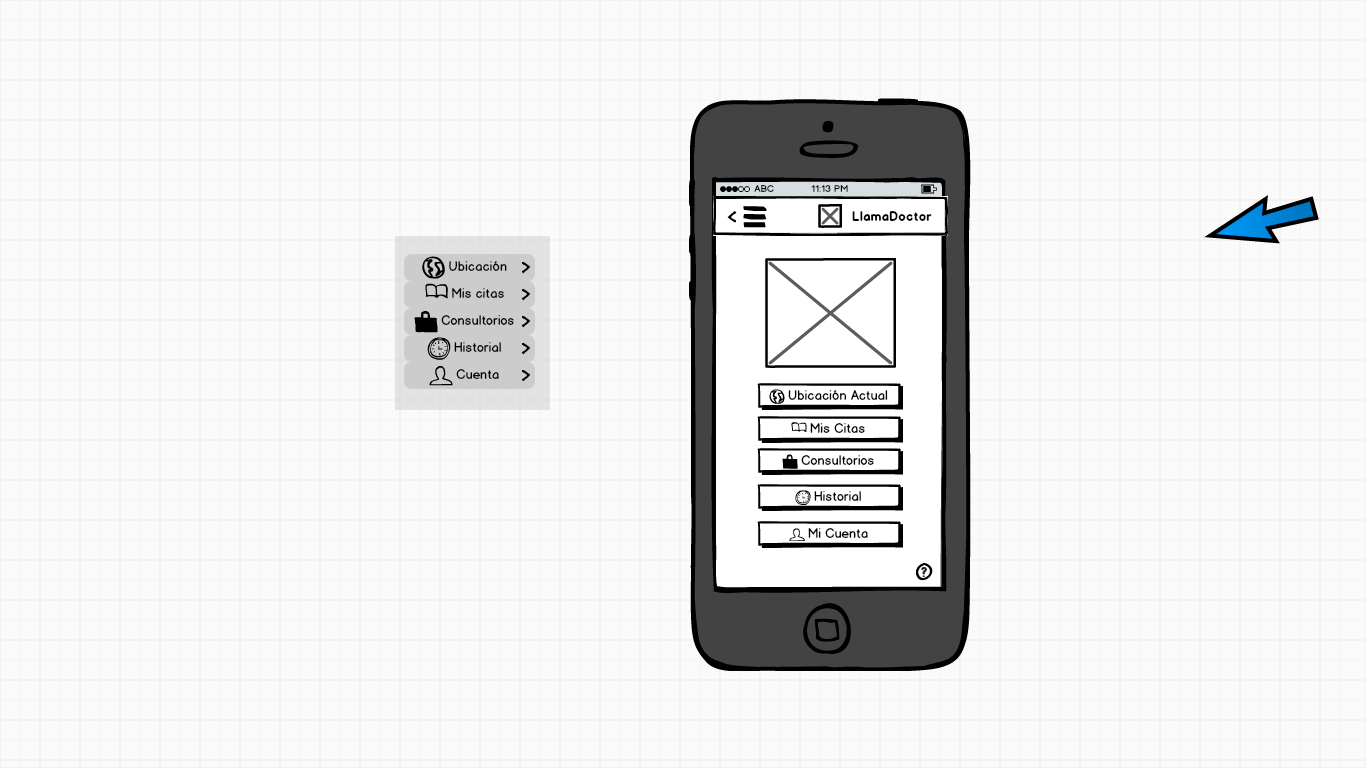 Ubicación
Mis citas
Consultorios
Historial
Cuenta
ABC 11:13 PM
LlamaDoctor
Ubicación Actual
Mis Citas
Consultorios
Historial
Mi Cuenta
?